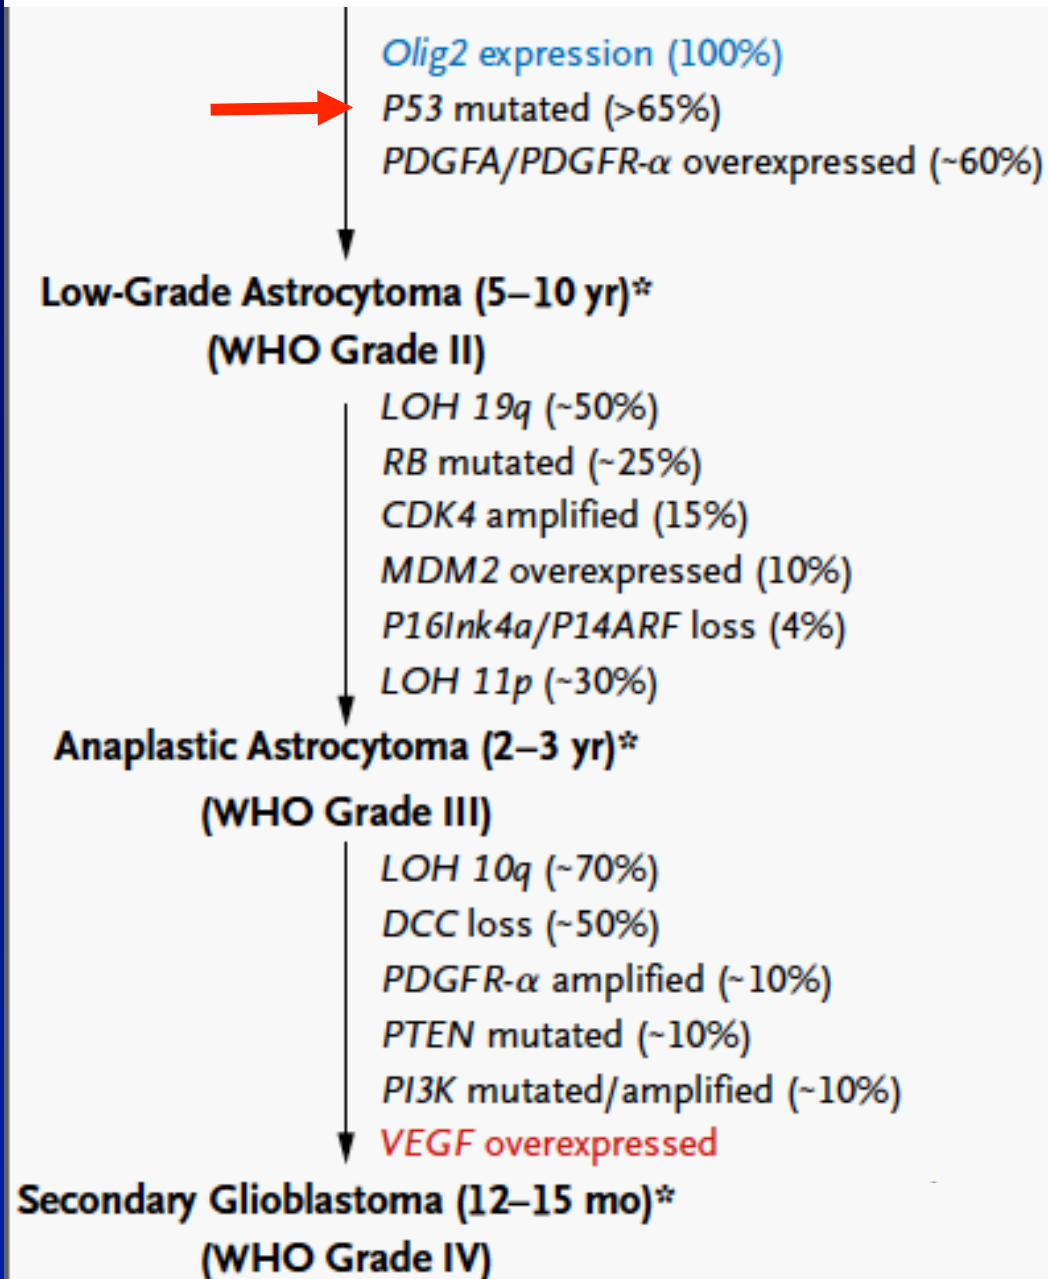 Olig2 expression (100%)
P53 mutated (>65%)
PDGFA/PDGFR-α overexpressed (~60%)
Low-Grade Astrocytoma (5–10 yr)*
(WHO Grade II)
LOH 19q (~50%)
RB mutated (~25%)
CDK4 amplified (15%)
MDM2 overexpressed (10%)
P16Ink4a/P14ARF loss (4%)
LOH 11p (~30%)
Anaplastic Astrocytoma (2–3 yr)*
(WHO Grade III)
LOH 10q (~70%)
DCC loss (~50%)
PDGFR-α amplified (~10%)
PTEN mutated (~10%)
PI3K mutated/amplified (~10%)
VEGF overexpressed
Secondary Glioblastoma (12–15 mo)*
(WHO Grade IV)